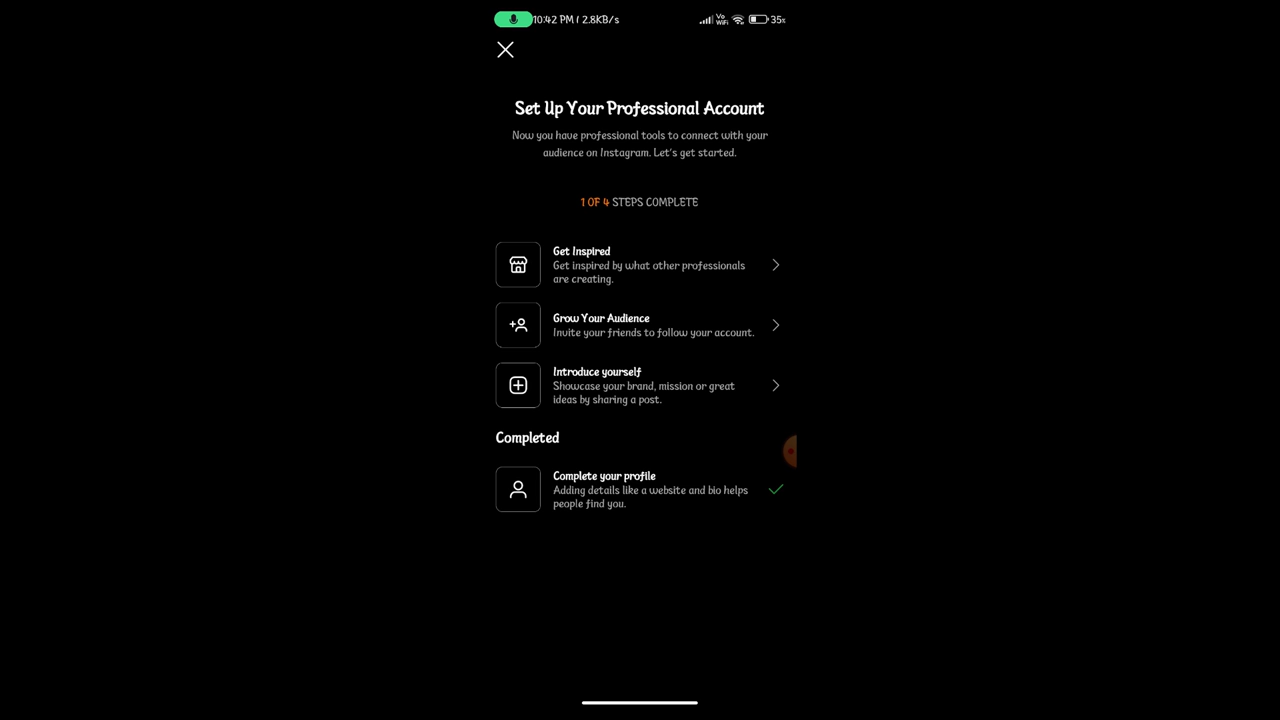 10:42 PM / 2.8KB/s Vo WiFi 35%
Set Up Your Professional Account
Now you have professional tools to connect with your
audience on Instagram. Let's get started.
1 OF 4 STEPS COMPLETE
Get Inspired
Get inspired by what other professionals
are creating.
Grow Your Audience
Invite your friends to follow your account.
Introduce yourself
Showcase your brand, mission or great
ideas by sharing a post.
Completed
Complete your profile
Adding details like a website and bio helps
people find you.